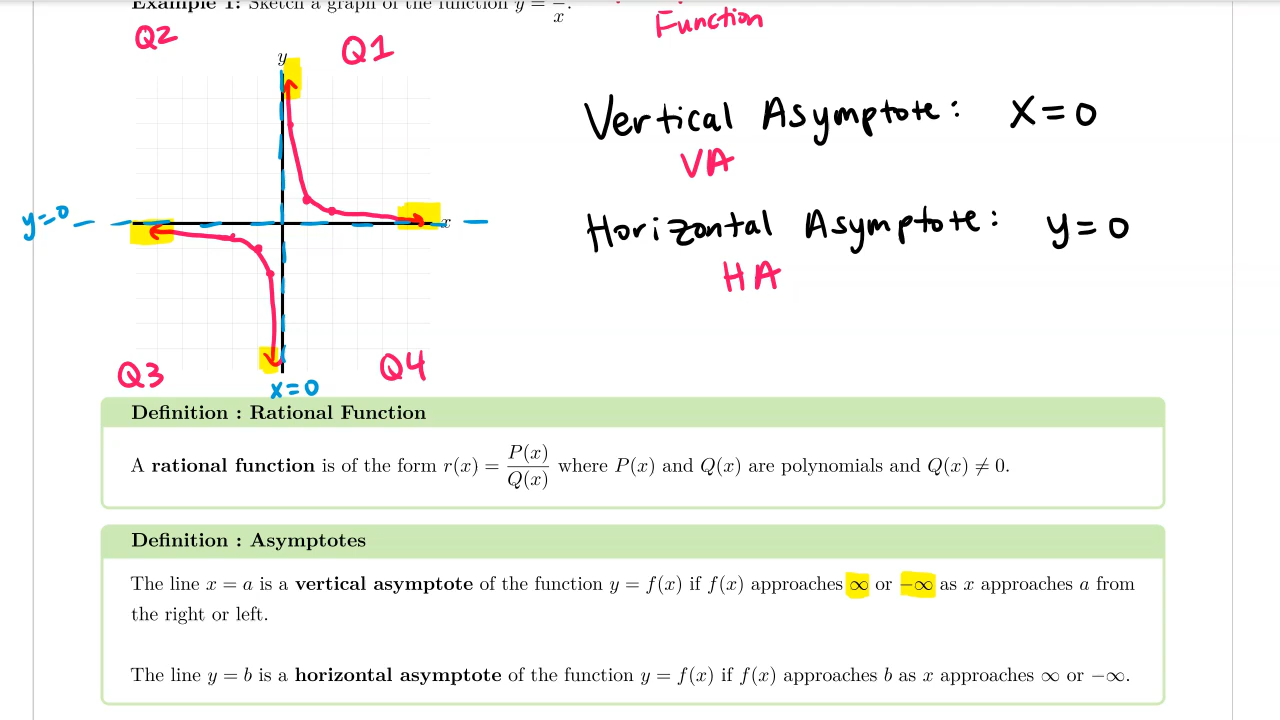 Example 1: Sketch a graph of the function y = /x.
Function
Q2
Q1
y
Vertical Asymptote: X=0
VA
y=0
x
Horizontal Asymptote: y=0
HA
Q3
Q4
x=0
Definition : Rational Function
A rational function is of the form r(x) = P(x)/Q(x) where P(x) and Q(x) are polynomials and Q(x) ≠ 0.
Definition : Asymptotes
The line x = a is a vertical asymptote of the function y = f(x) if f(x) approaches ∞ or −∞ as x approaches a from
the right or left.
The line y = b is a horizontal asymptote of the function y = f(x) if f(x) approaches b as x approaches ∞ or −∞.